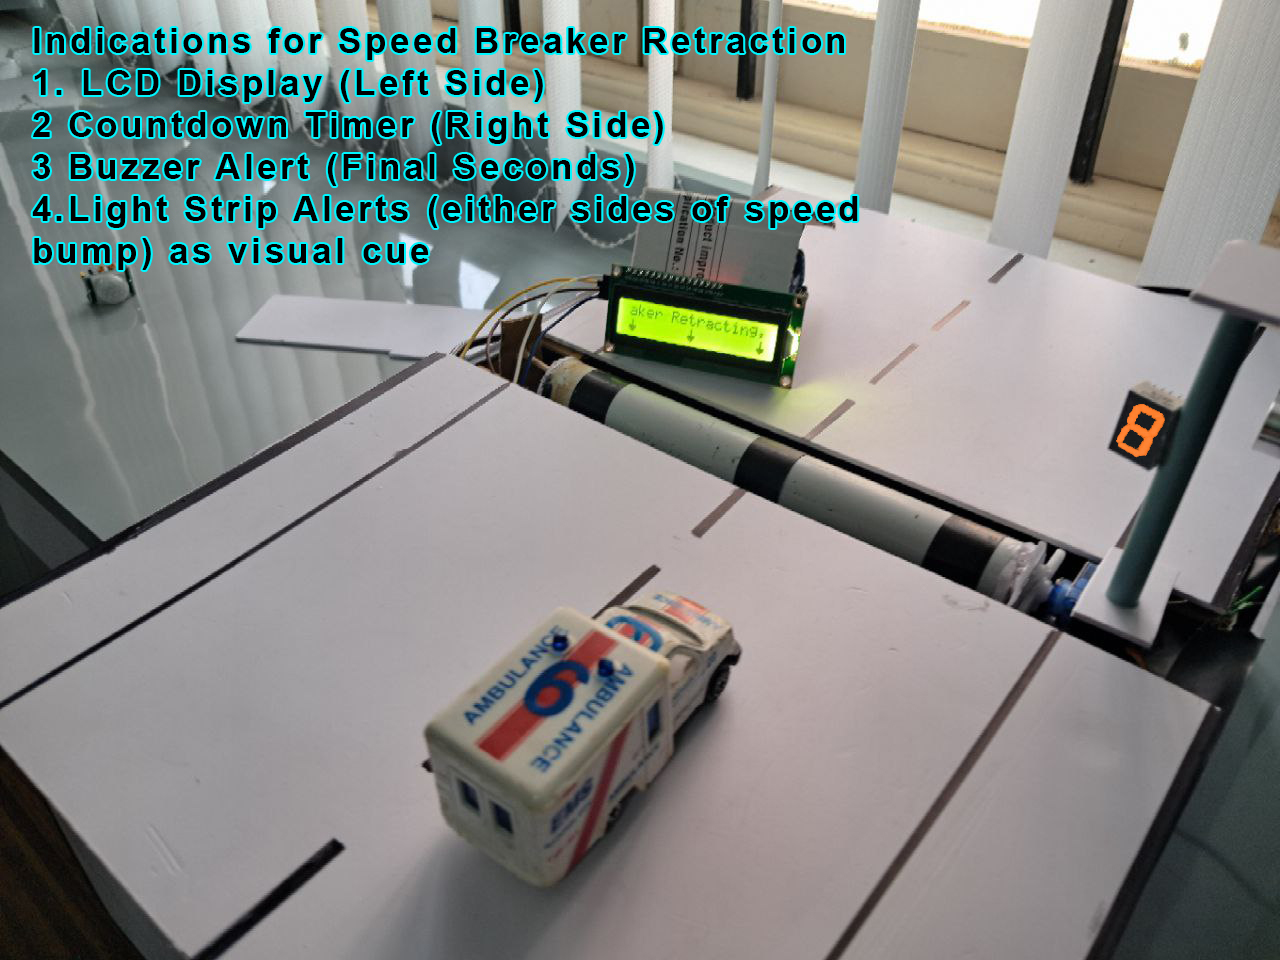 Indications for Speed Breaker Retraction
1. LCD Display (Left Side)
2 Countdown Timer (Right Side)
3 Buzzer Alert (Final Seconds)
4.Light Strip Alerts (either sides of speed
bump) as visual cue
aker Retracting.
8
AMBULANCE
6
AMBULANCE
EMS